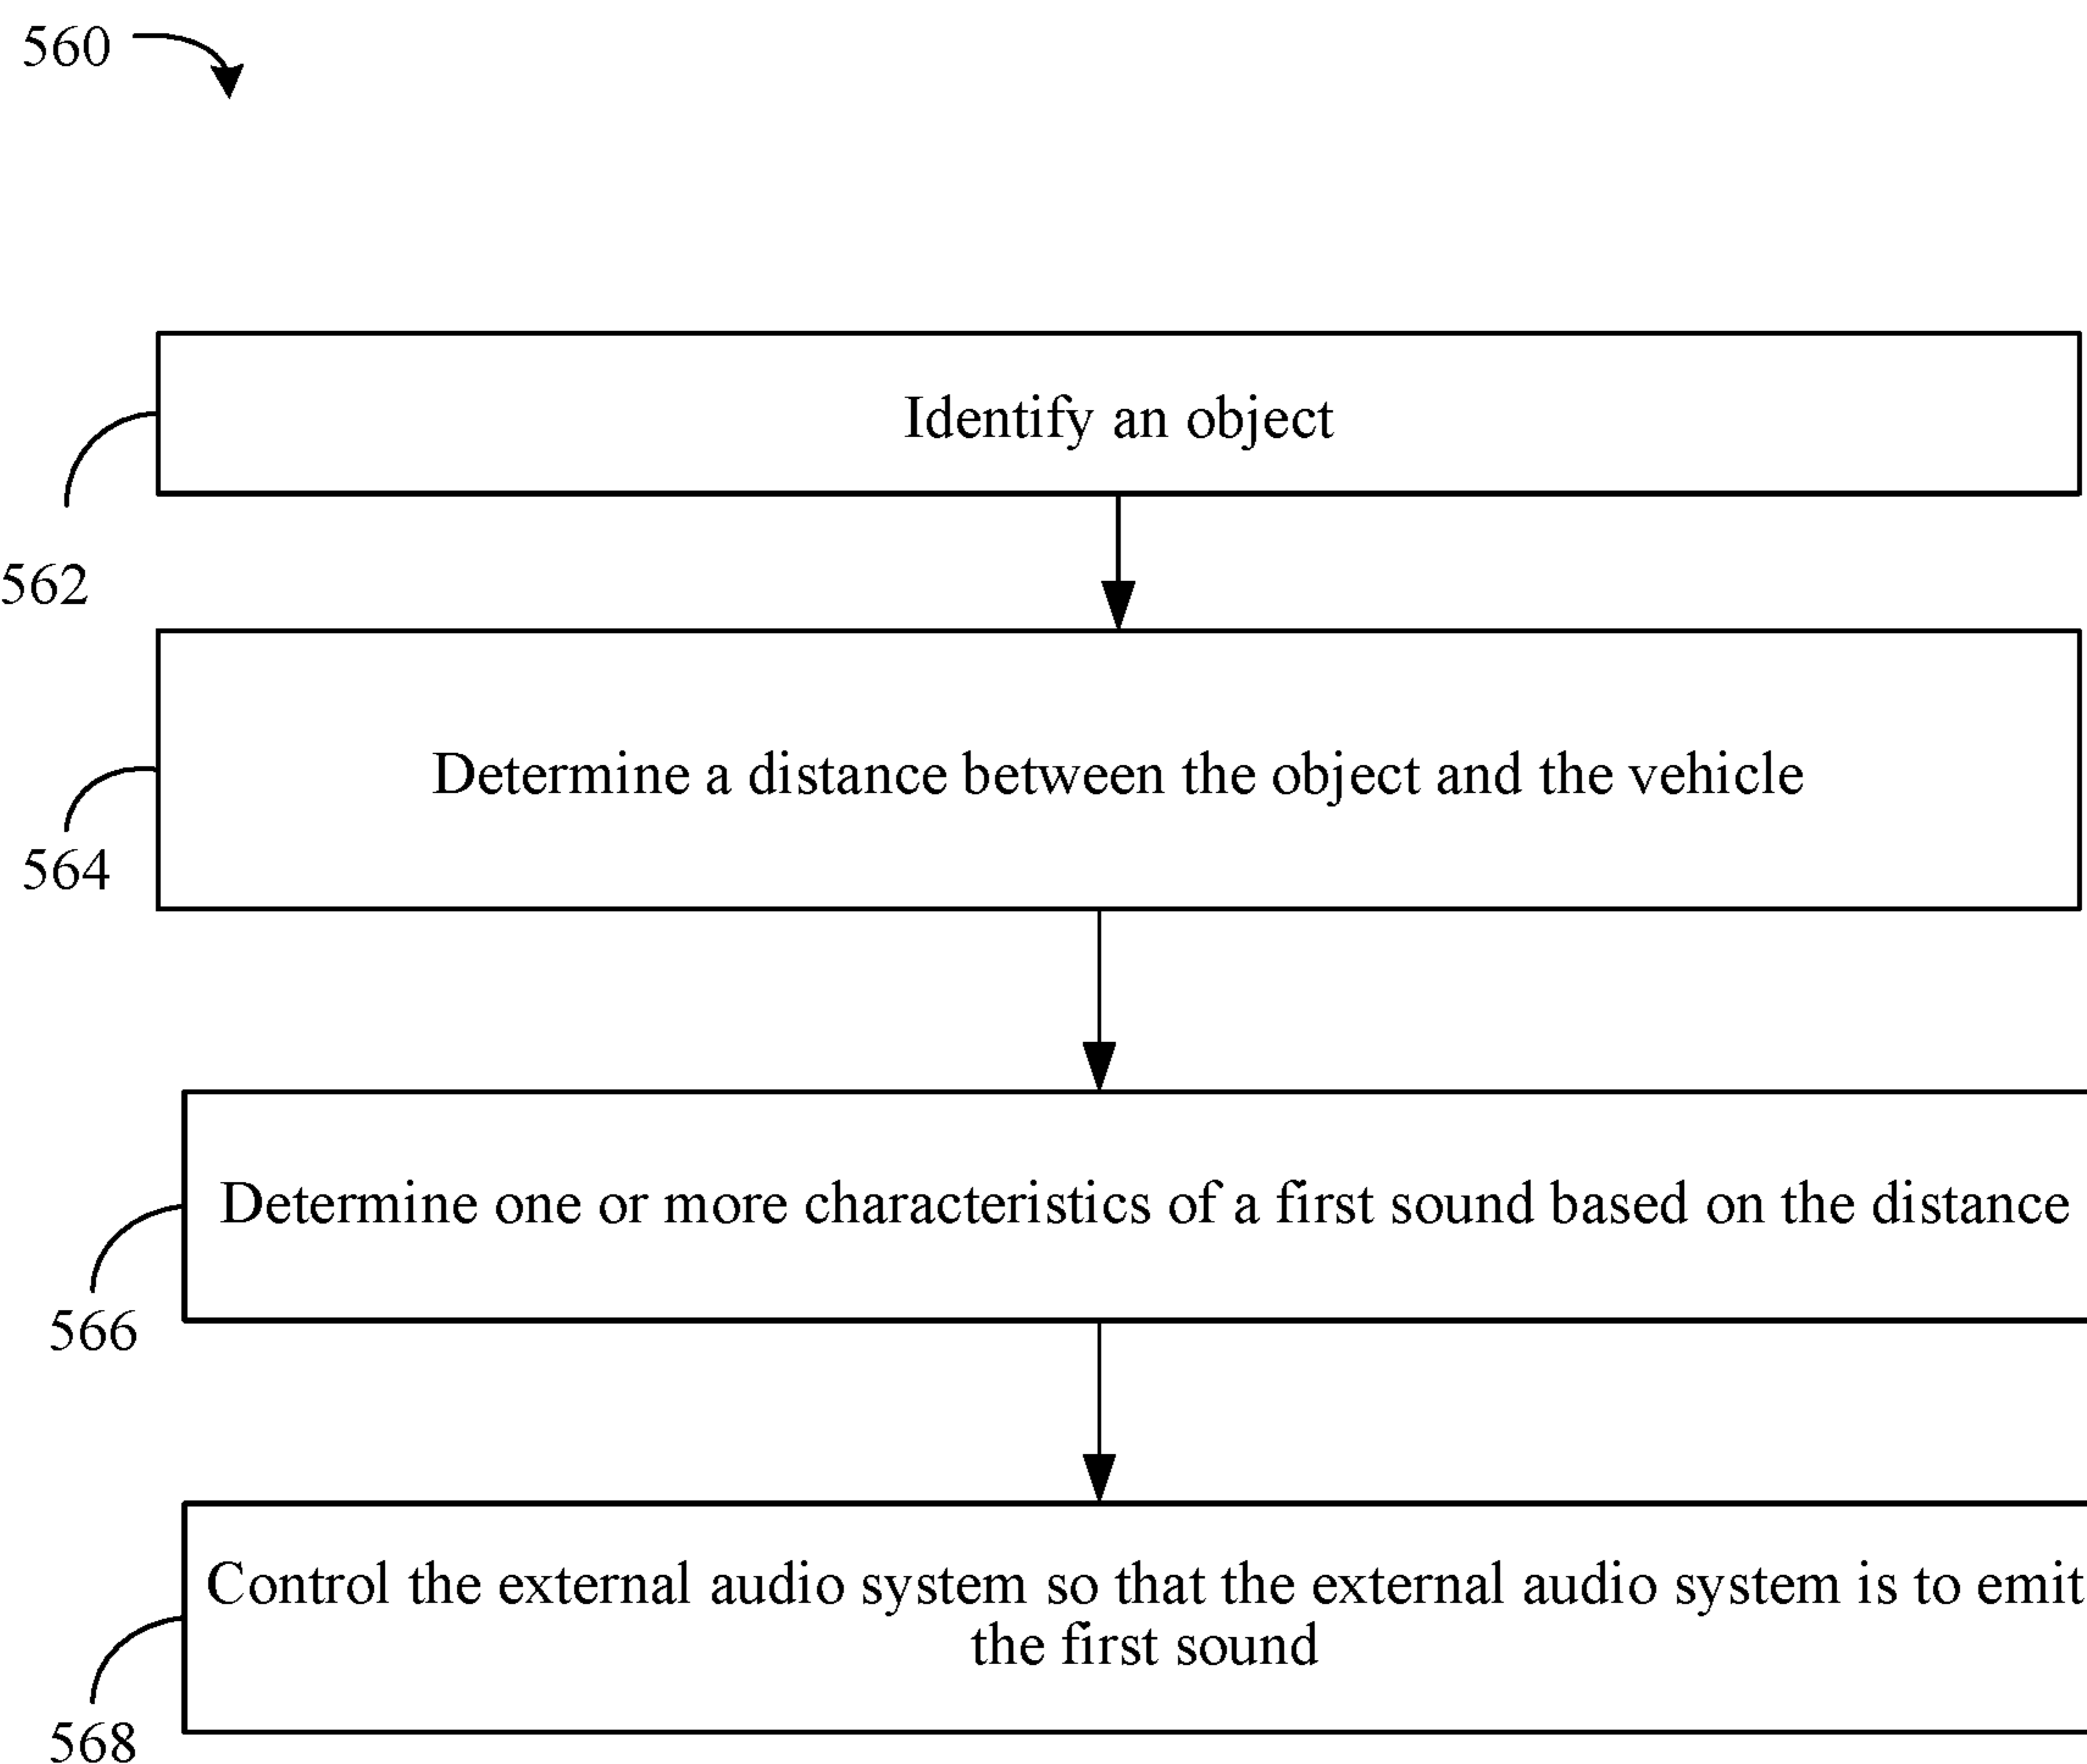 560
Identify an object
562
Determine a distance between the object and the vehicle
564
Determine one or more characteristics of a first sound based on the distance
566
Control the external audio system so that the external audio system is to emit
the first sound
568